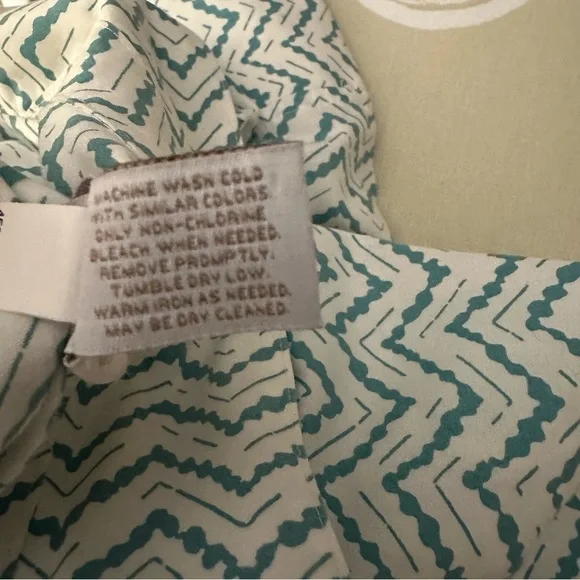 MACHINE WASH COLD
WITH SIMILAR COLORS
ONLY NON-CHLORINE
BLEACH WHEN NEEDED.
REMOVE PROMPTLY.
TUMBLE DRY LOW.
WARM IRON AS NEEDED.
MAY BE DRY CLEANED.